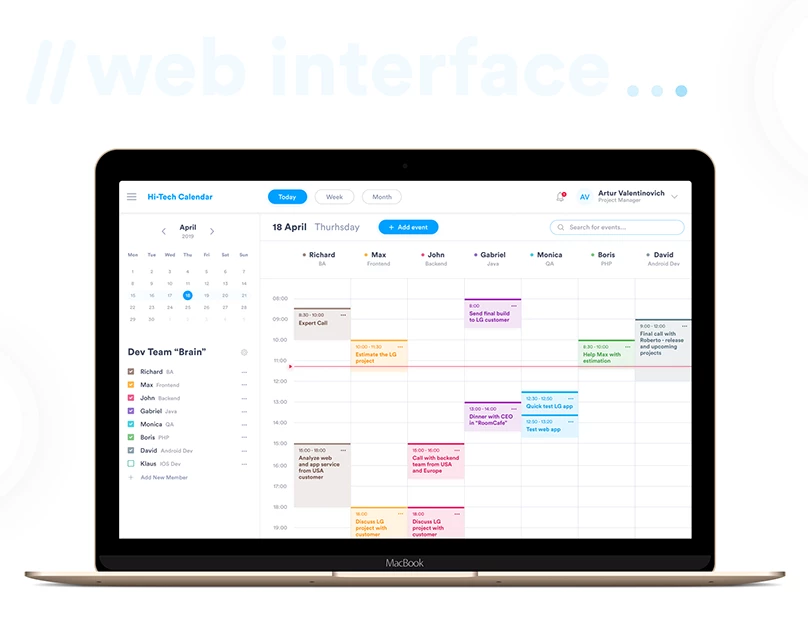 // web interface ...
Hi-Tech Calendar
Today
Week
Month
AV
Artur Valentinovich
Project Manager
April
2019
18 April Thurhsday
+ Add event
Search for events...
Mon Tue Wed Thu Fri Sat Sun
1 2 3 4 5 6 7
8 9 10 11 12 13 14
15 16 17 18 19 20 21
22 23 24 25 26 27 28
29 30 1 2 3 4 5
Richard
BA
Max
Frontend
John
Backend
Gabriel
Java
Monica
QA
Boris
PHP
David
Android Dev
Dev Team “Brain”
Richard BA
Max Frontend
John Backend
Gabriel Java
Monica QA
Boris PHP
David Android Dev
Klaus IOS Dev
+ Add New Member
08:00
09:00
10:00
11:00
12:00
13:00
14:00
15:00
16:00
17:00
18:00
19:00
8:30 - 10:00
Expert Call
15:00 - 18:00
Analyze web
and app service
from USA
customer
10:00 - 11:30
Estimate the LG
project
18:00
Discuss LG
project with
customer
15:00 - 16:00
Call with backend
team from USA
and Europe
18:00
Discuss LG
project with
customer
8:00
Send final build
to LG customer
13:00 - 14:00
Dinner with CEO
in “RoomCafe”
12:30 - 12:50
Quick test LG app
12:50 - 13:00
Test web app
8:30 - 10:00
Help Max with
estimation
9:00 - 12:00
Final call with
Roberto - release
and upcoming
projects
MacBook